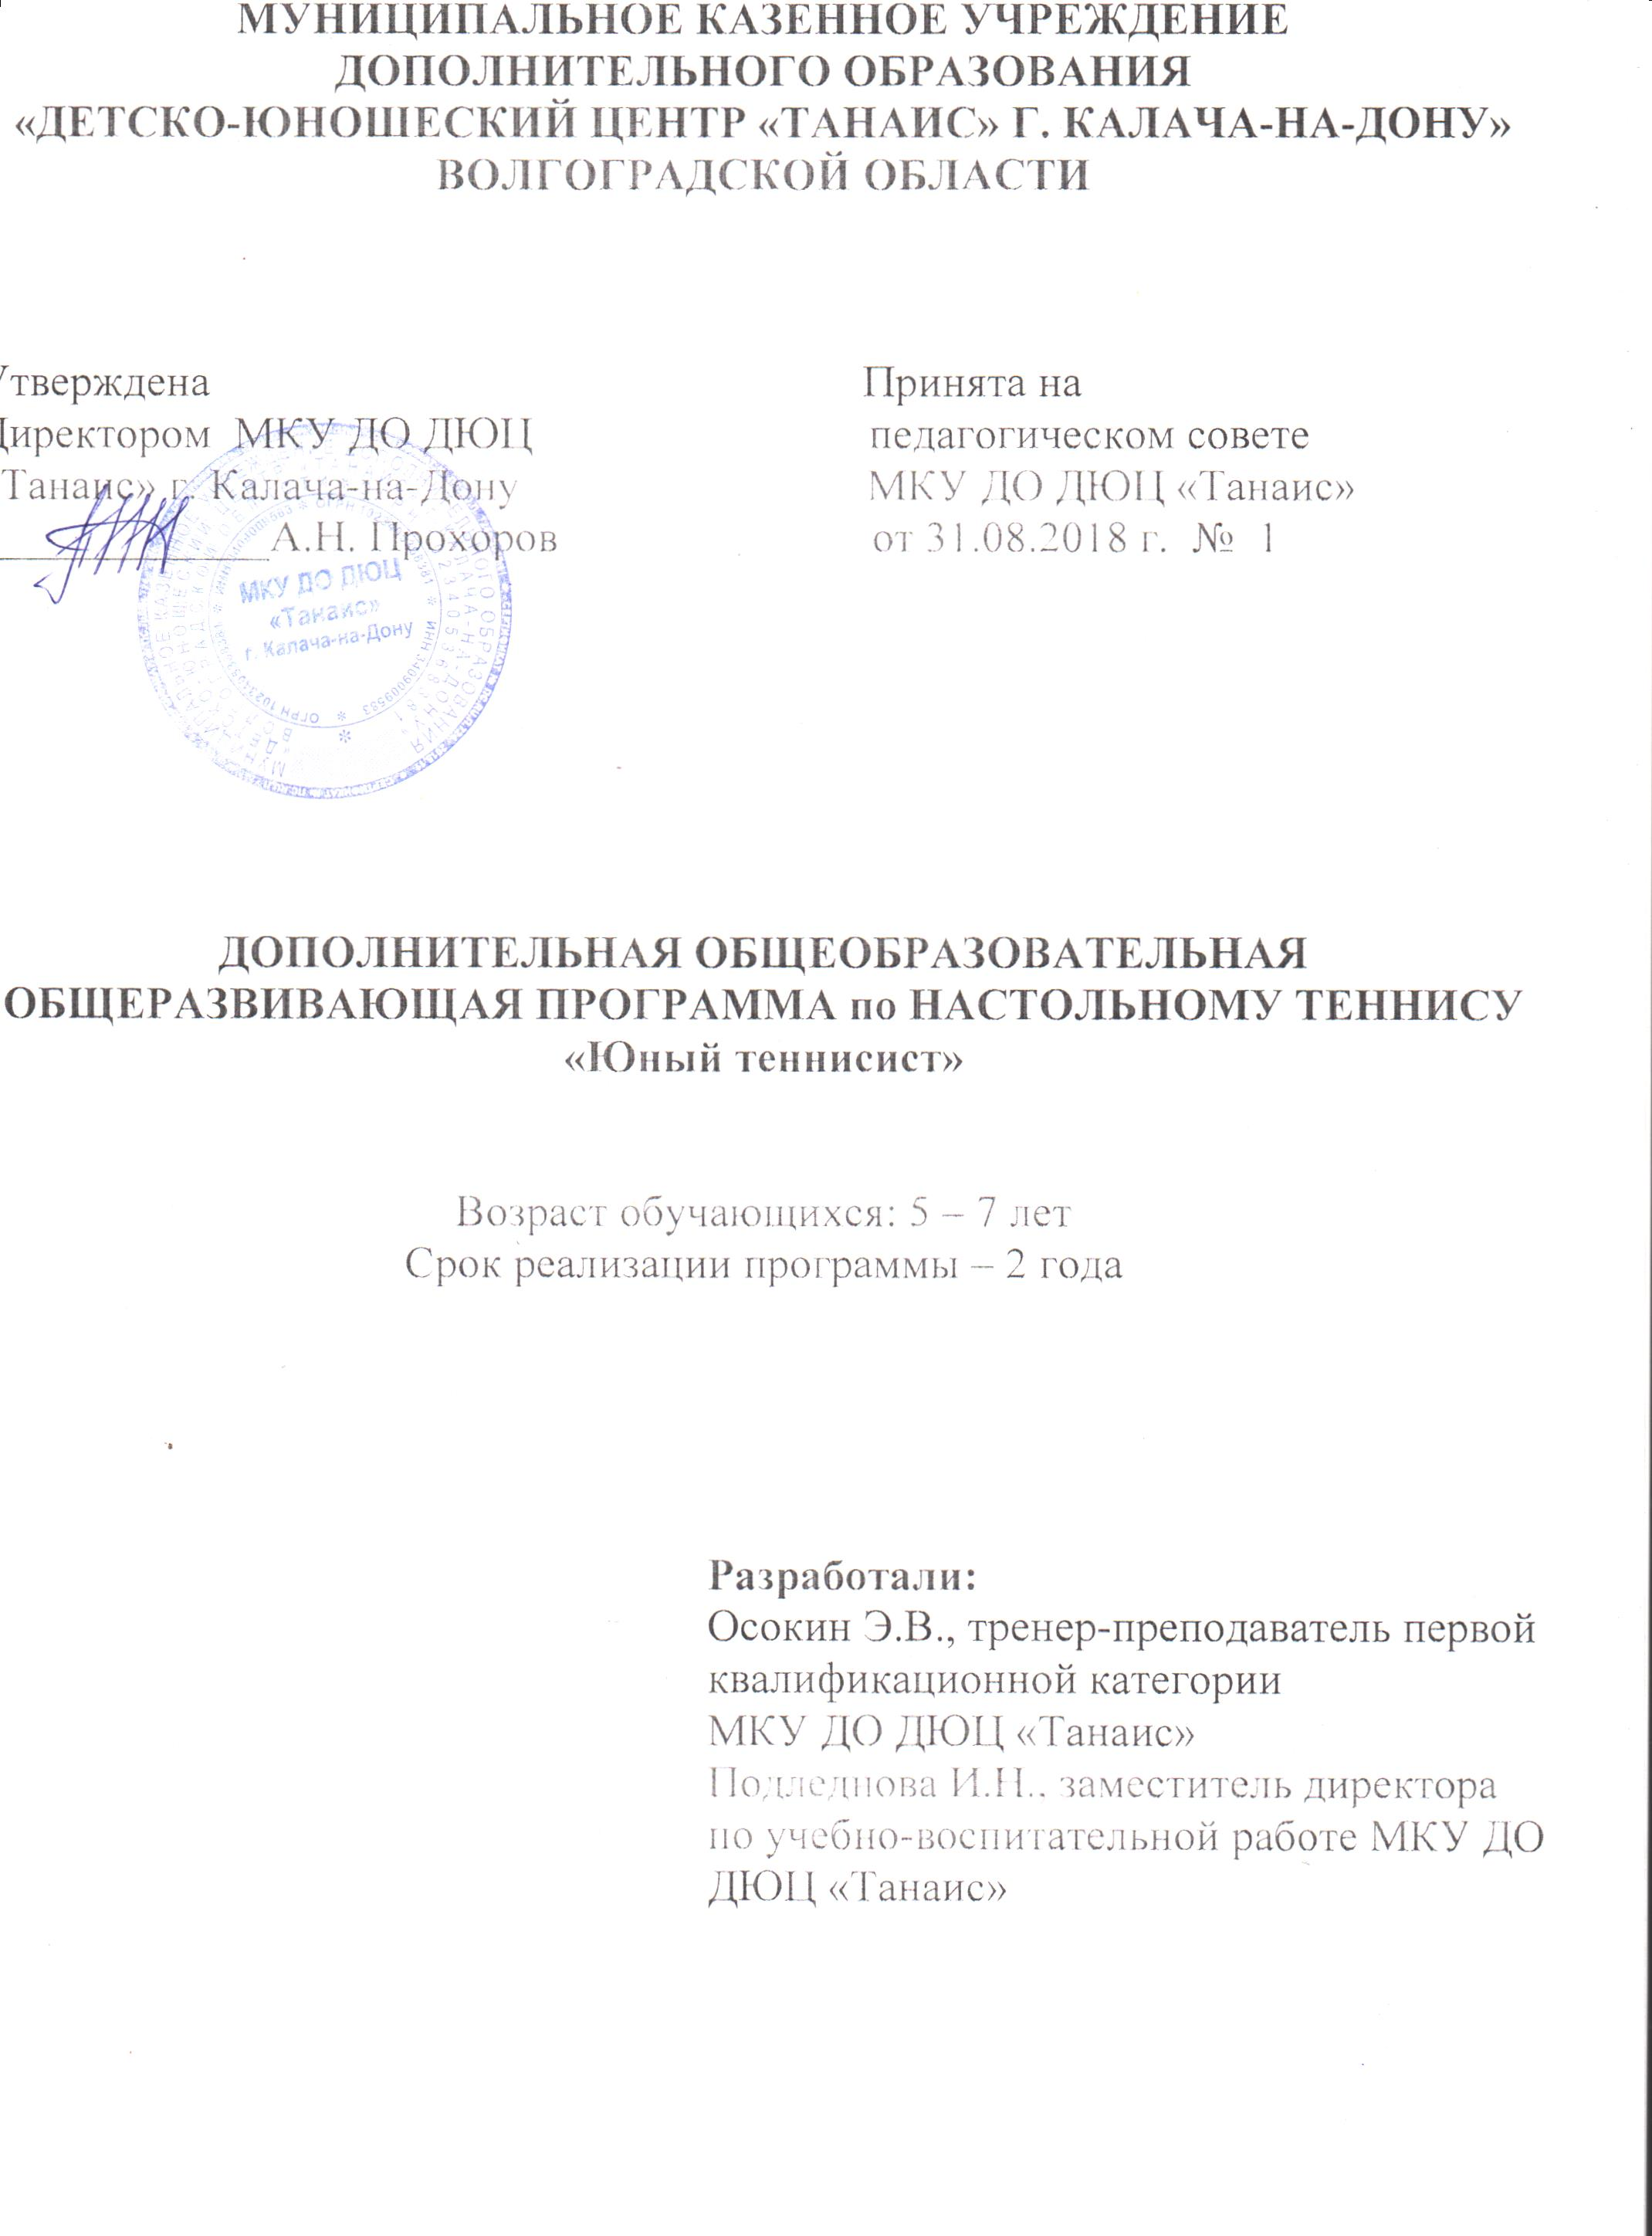 МУНИЦИПАЛЬНОЕ КАЗЕННОЕ УЧРЕЖДЕНИЕ
ДОПОЛНИТЕЛЬНОГО ОБРАЗОВАНИЯ
«ДЕТСКО-ЮНОШЕСКИЙ ЦЕНТР «ТАНАИС» Г. КАЛАЧА-НА-ДОНУ»
ВОЛГОГРАДСКОЙ ОБЛАСТИ
Утверждена
Директором МКУ ДО ДЮЦ
Танаис» г. Калача-на-Дону
А.Н. Прохоров
Принята на
педагогическом совете
МКУ ДО ДЮЦ «Танаис»
от 31.08.2018 г. № 1
МКУ ДО ДЮЦ
«Танаис»
г. Калача-на-Дону
ДОПОЛНИТЕЛЬНАЯ ОБЩЕОБРАЗОВАТЕЛЬНАЯ
ОБЩЕРАЗВИВАЮЩАЯ ПРОГРАММА по НАСТОЛЬНОМУ ТЕННИСУ
«Юный теннисист»
Возраст обучающихся: 5 – 7 лет
Срок реализации программы – 2 года
Разработали:
Осокин Э.В., тренер-преподаватель первой
квалификационной категории
МКУ ДО ДЮЦ «Танаис»
Подледнова И.Н., заместитель директора
по учебно-воспитательной работе МКУ ДО
ДЮЦ «Танаис»